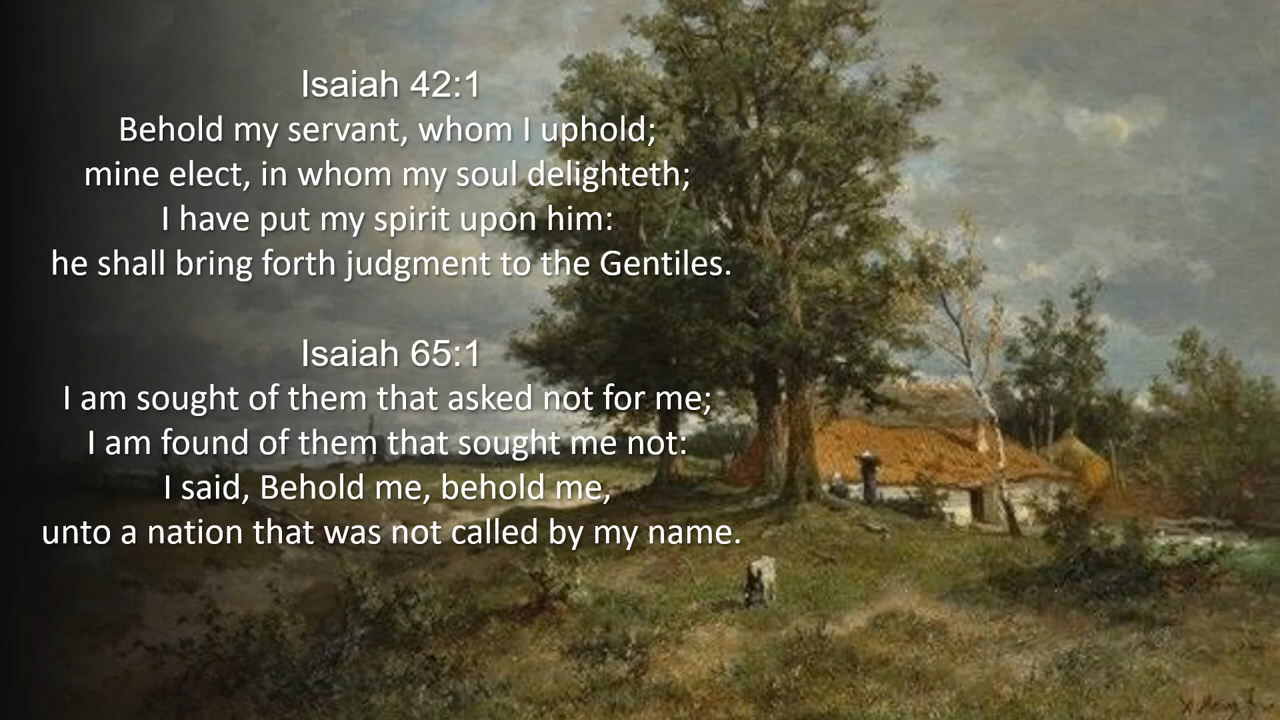 Isaiah 42:1
Behold my servant, whom I uphold;
mine elect, in whom my soul delighteth;
I have put my spirit upon him:
he shall bring forth judgment to the Gentiles.
Isaiah 65:1
I am sought of them that asked not for me;
I am found of them that sought me not:
I said, Behold me, behold me,
unto a nation that was not called by my name.